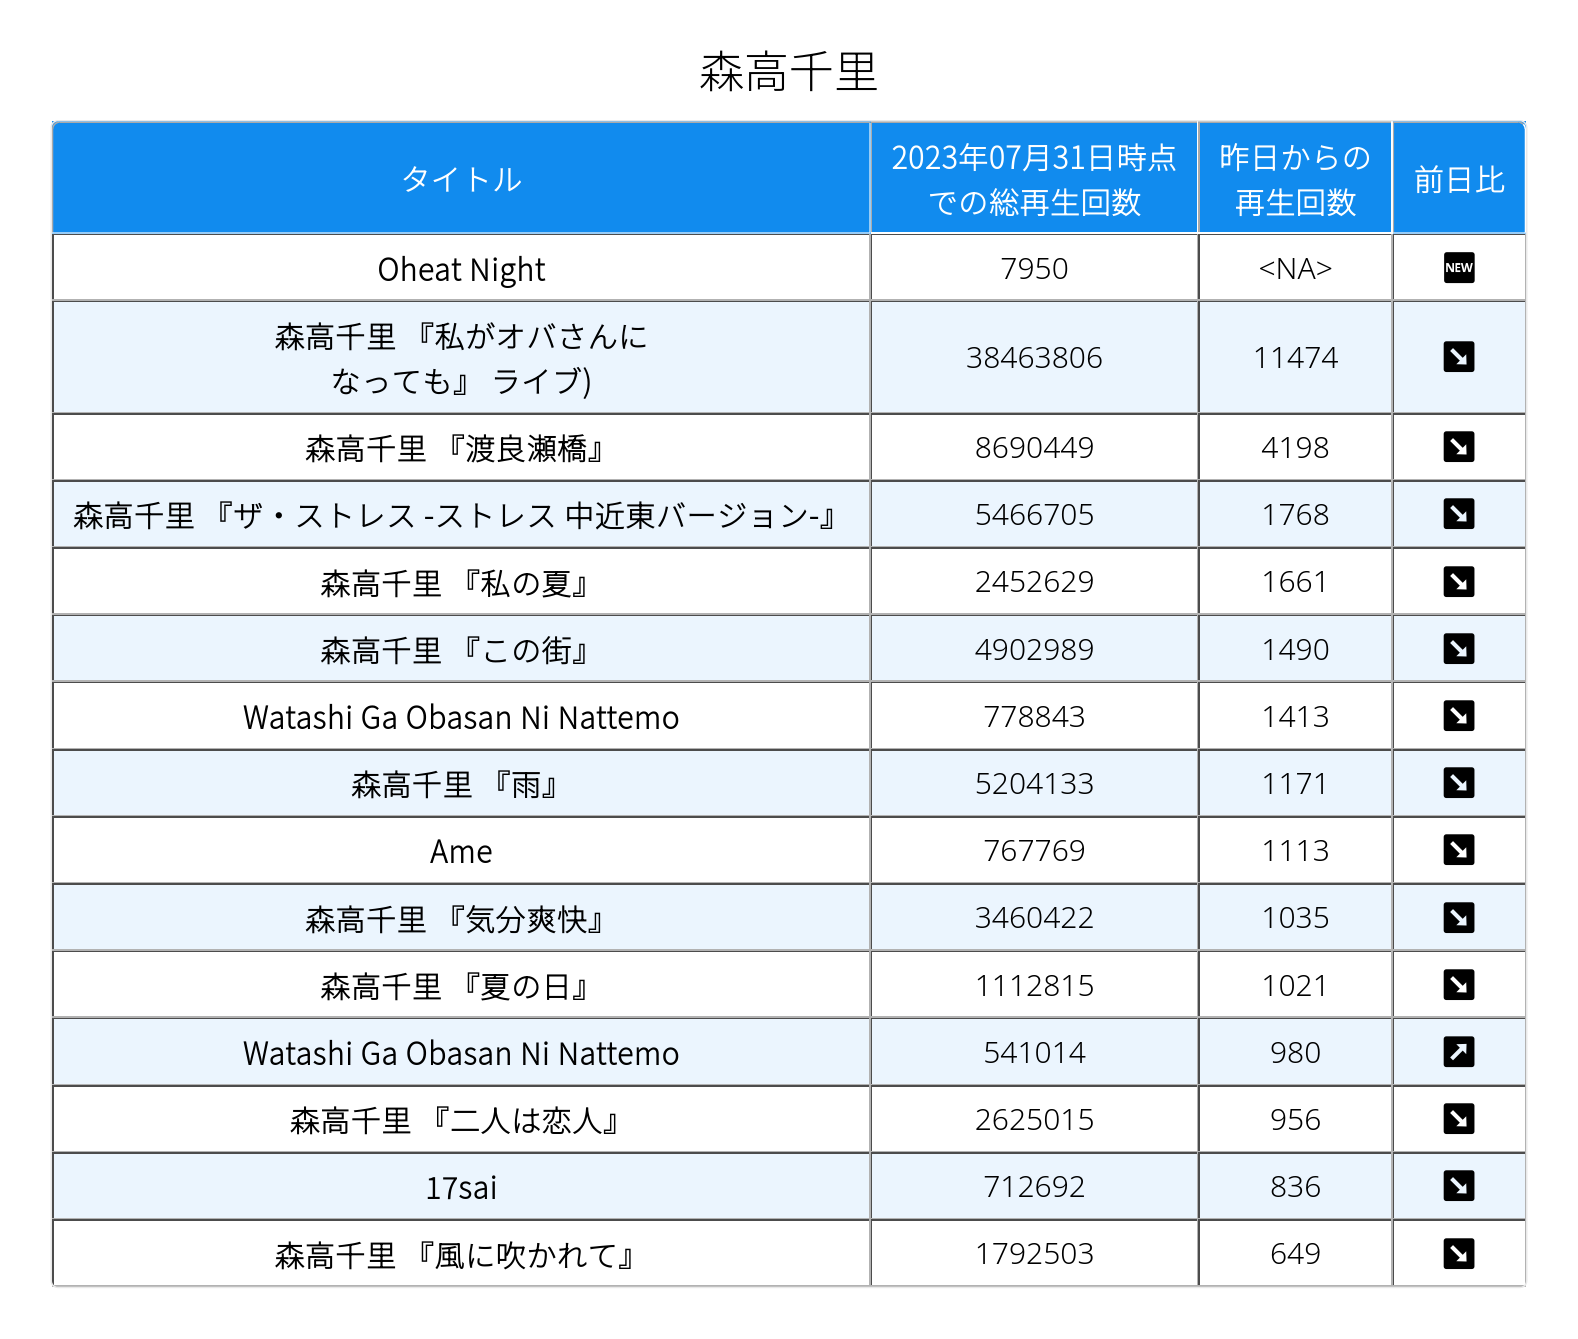 森高千里
タイトル
2023年07月31日時点
での総再生回数
昨日からの
再生回数
前日比
Oheat Night 7950 <NA> NEW
森高千里 『私がオバさんに
なっても』 ライブ) 38463806 11474
森高千里 『渡良瀬橋』 8690449 4198
森高千里 『ザ・ストレス -ストレス 中近東バージョン-』 5466705 1768
森高千里 『私の夏』 2452629 1661
森高千里 『この街』 4902989 1490
Watashi Ga Obasan Ni Nattemo 778843 1413
森高千里 『雨』 5204133 1171
Ame 767769 1113
森高千里 『気分爽快』 3460422 1035
森高千里 『夏の日』 1112815 1021
Watashi Ga Obasan Ni Nattemo 541014 980
森高千里 『二人は恋人』 2625015 956
17sai 712692 836
森高千里 『風に吹かれて』 1792503 649